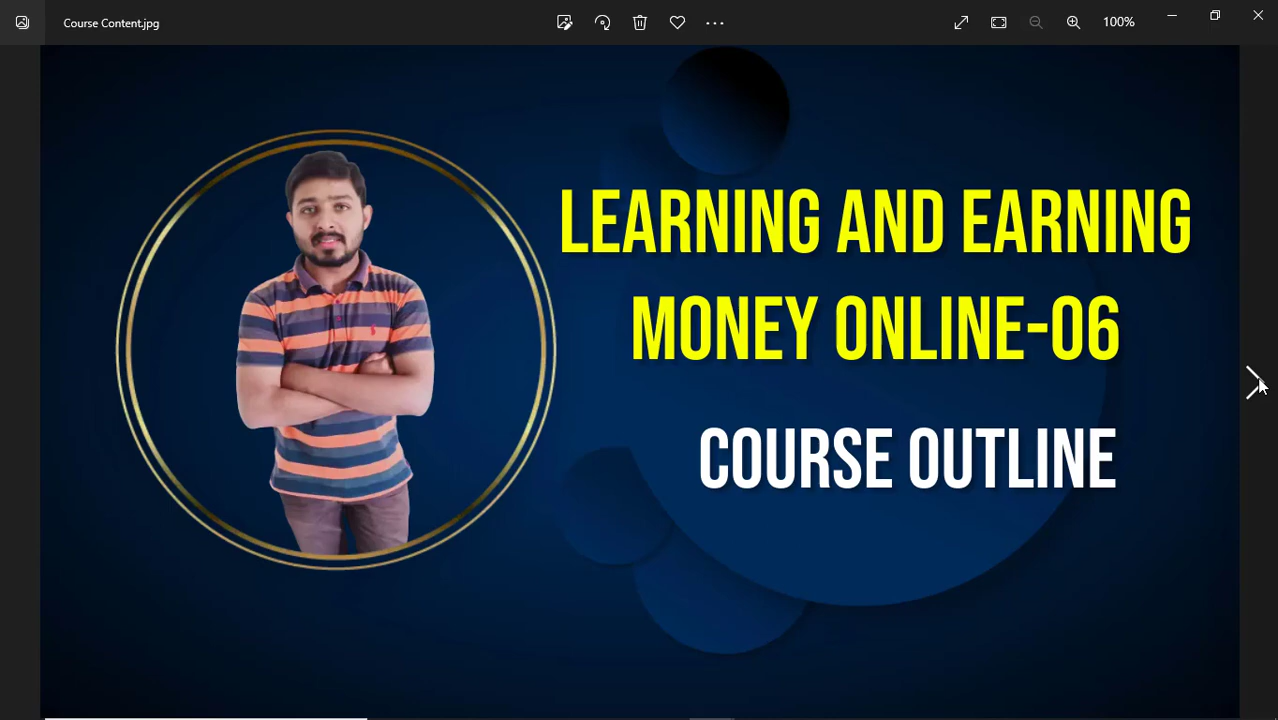 Course Content.jpg
100%
LEARNING AND EARNING
MONEY ONLINE-06
COURSE OUTLINE